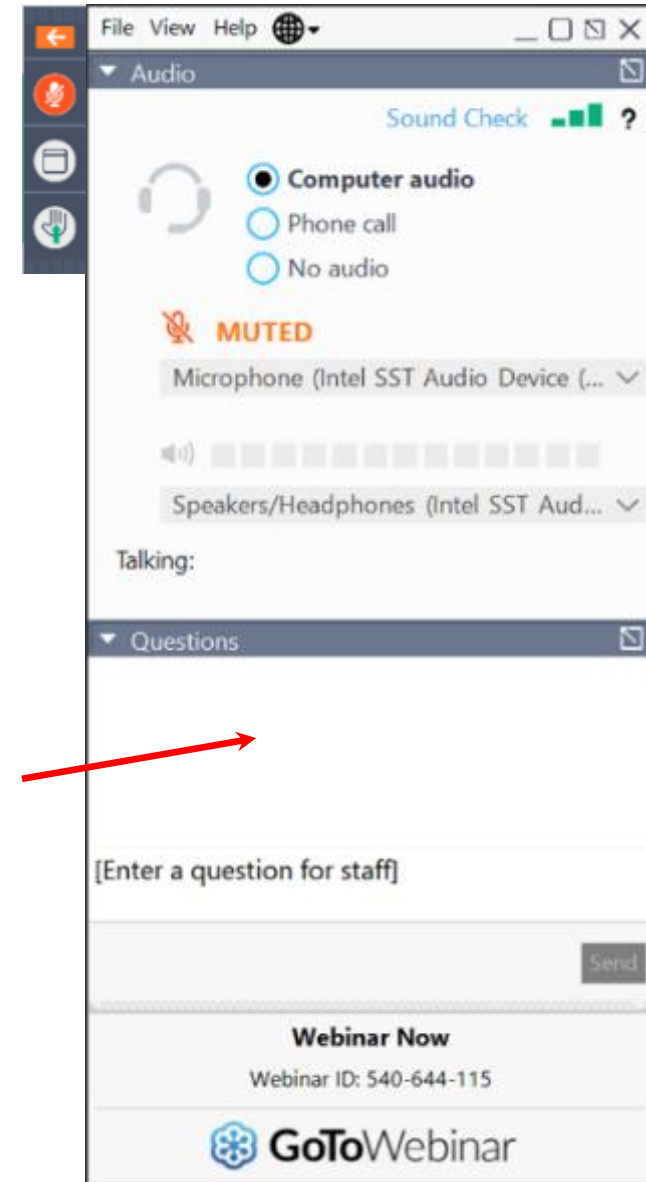 File View Help
Audio
Sound Check ?
Computer audio
Phone call
No audio
MUTED
Microphone (Intel SST Audio Device (...
Speakers/Headphones (Intel SST Aud...
Talking:
Questions
[Enter a question for staff]
Send
Webinar Now
Webinar ID: 540-644-115
GoToWebinar